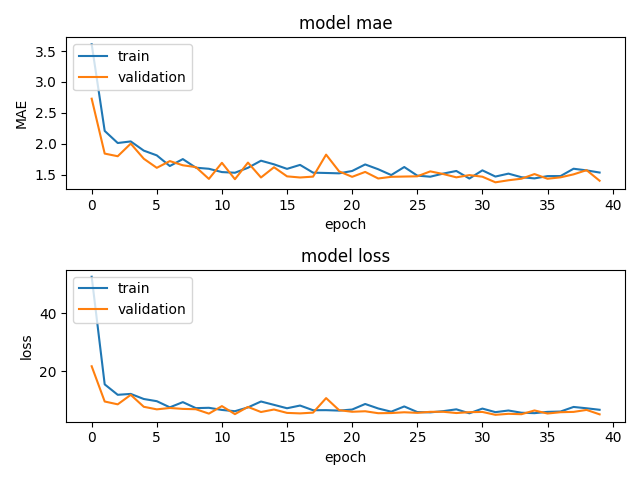 model mae
3.5
3.0
2.5
2.0
1.5
MAE
train
validation
0 5 10 15 20 25 30 35 40
epoch
model loss
40
20
loss
train
validation
0 5 10 15 20 25 30 35 40
epoch